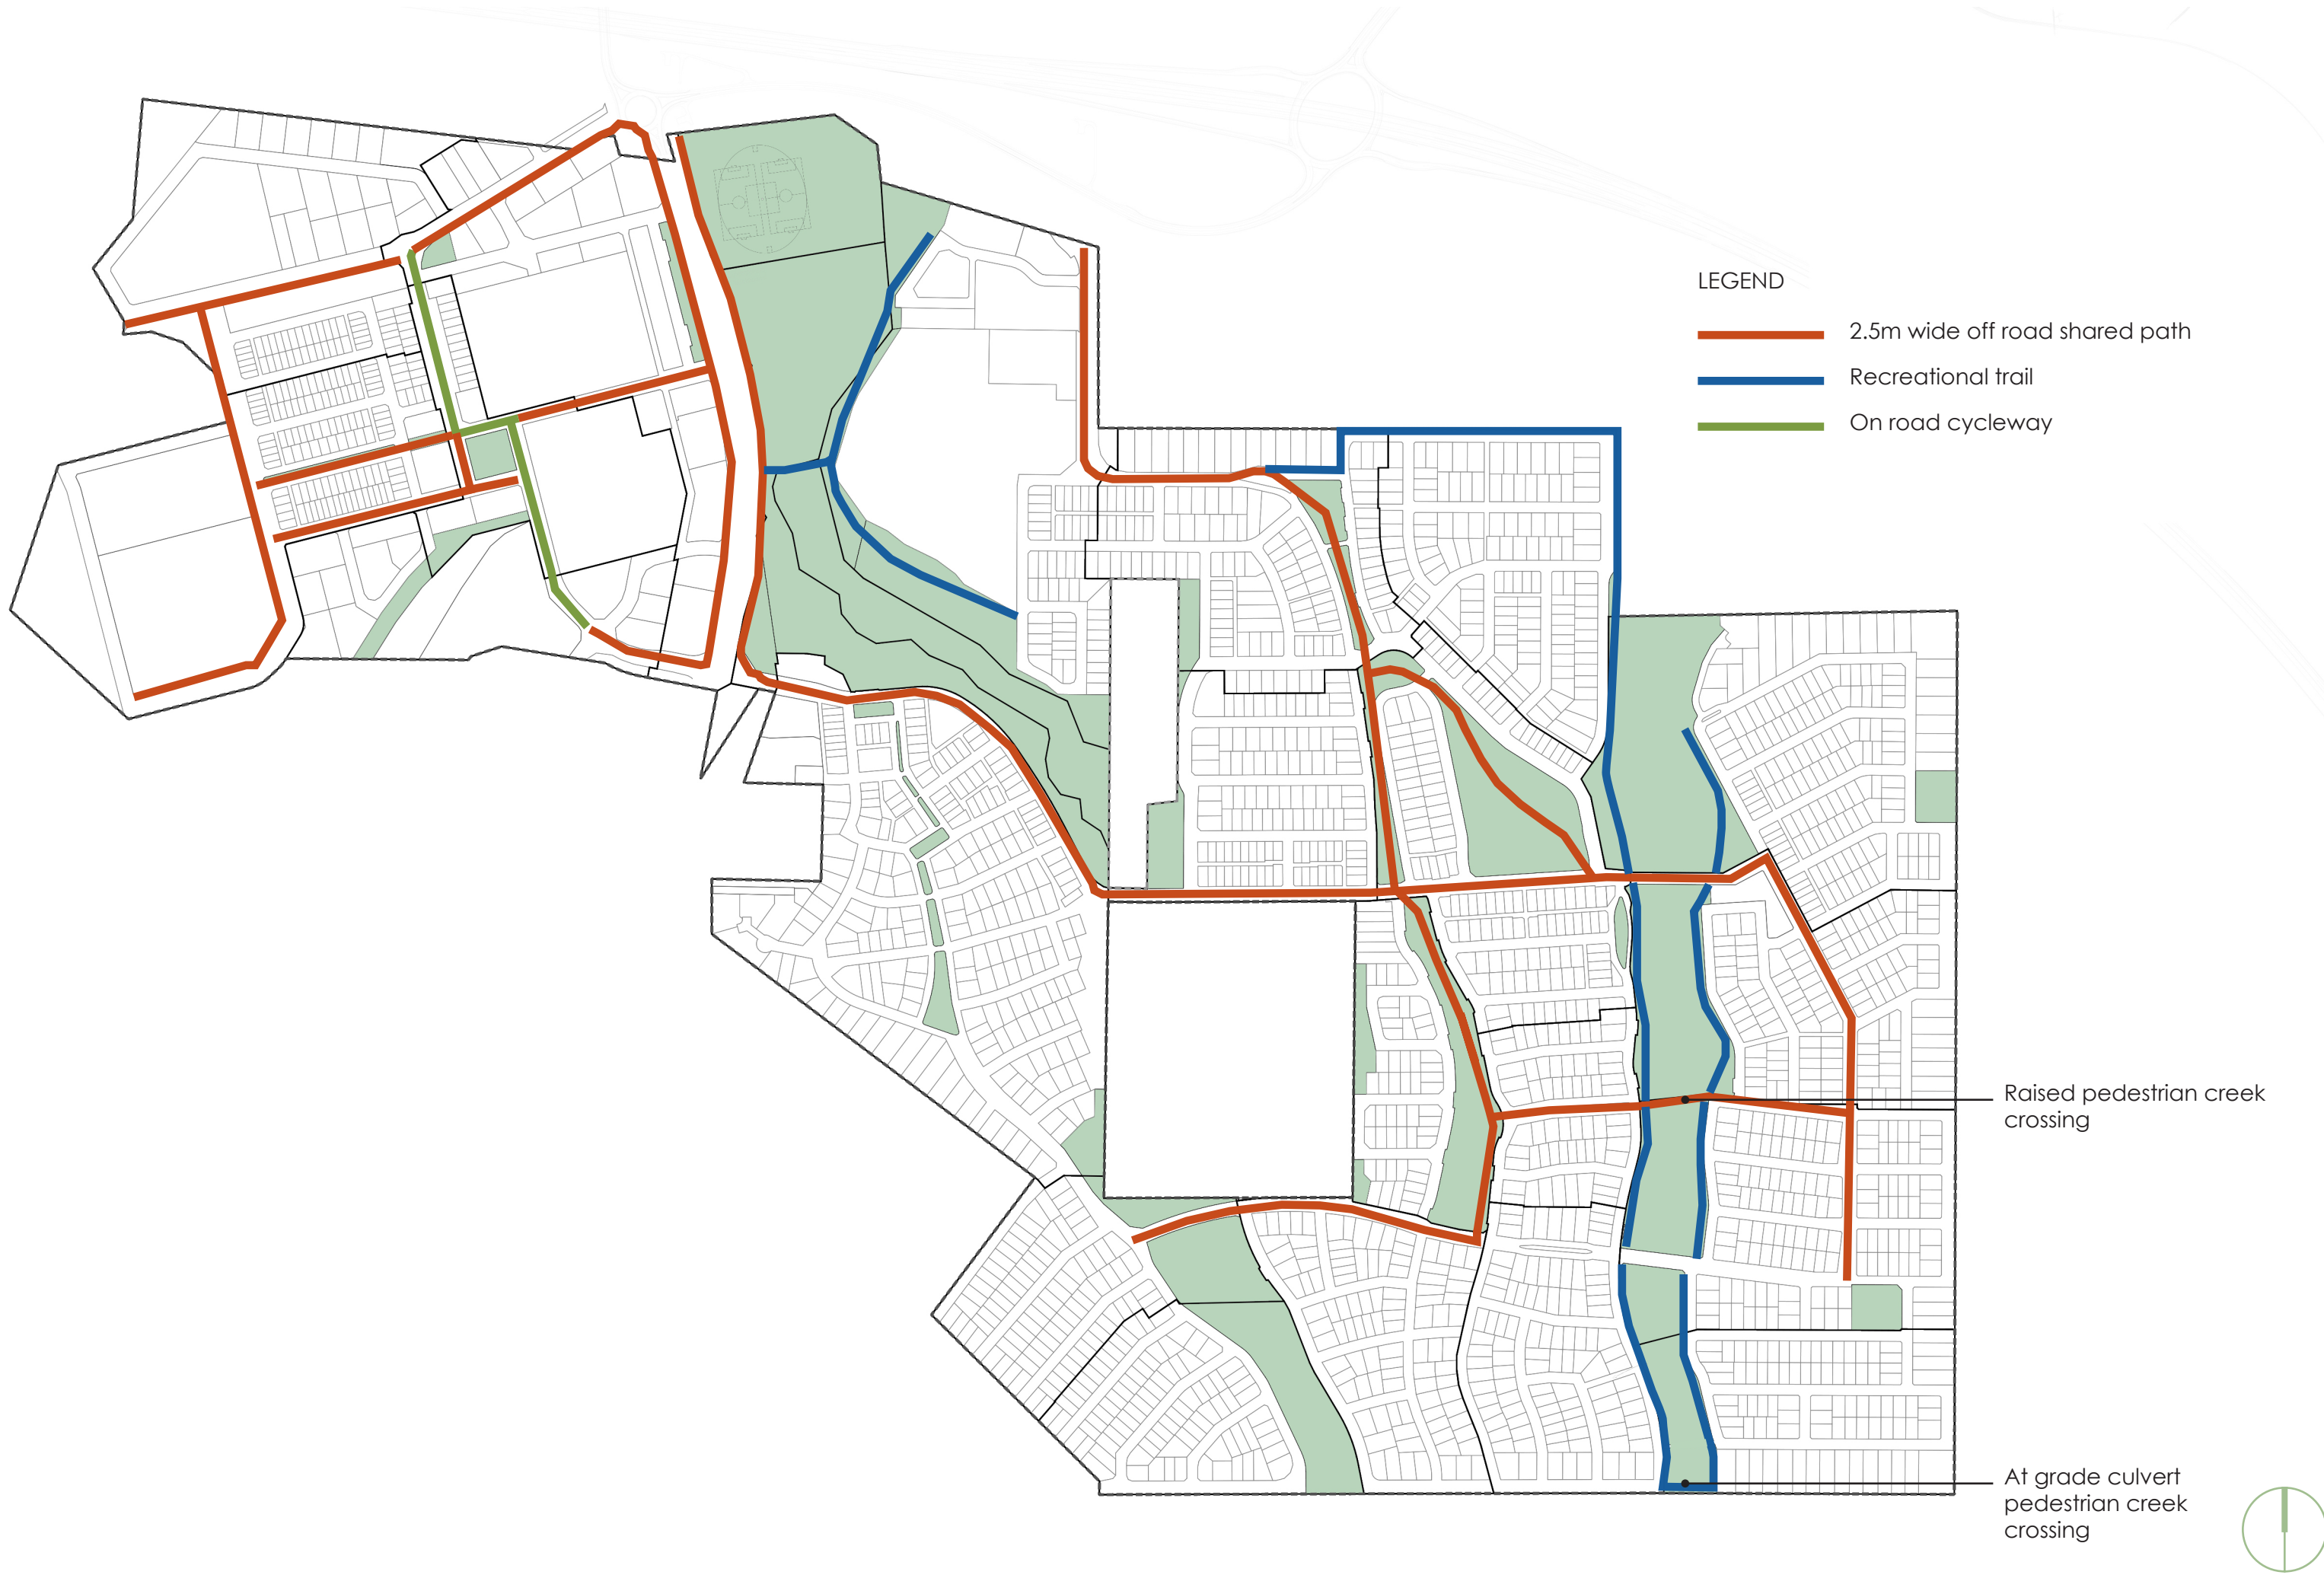 LEGEND
2.5m wide off road shared path
Recreational trail
On road cycleway
Raised pedestrian creek
crossing
At grade culvert
pedestrian creek
crossing